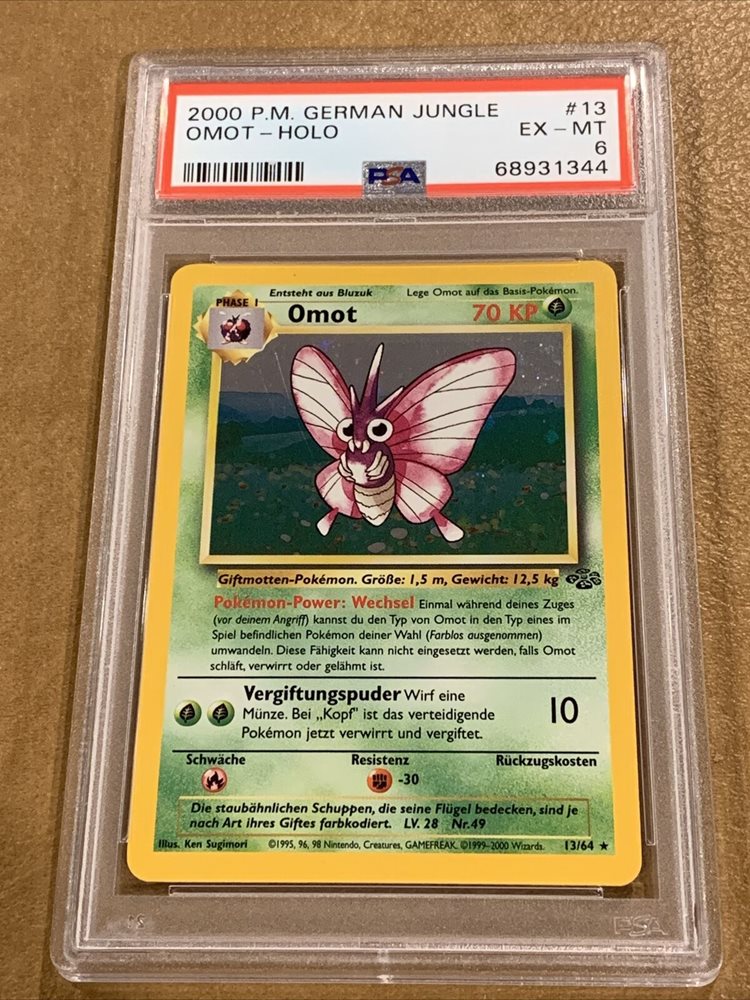 2000 P.M. GERMAN JUNGLE #13
OMOT – HOLO EX – MT
6
PSA 68931344
Entsteht aus Bluzuk Lege Omot auf das Basis-Pokémon.
PHASE 1
Omot 70 KP
Giftmotten-Pokémon. Größe: 1,5 m, Gewicht: 12,5 kg
Pokémon-Power: Wechsel Einmal während deines Zuges
(vor deinem Angriff) kannst du den Typ von Omot in den Typ eines im
Spiel befindlichen Pokémon deiner Wahl (Farblos ausgenommen)
umwandeln. Diese Fähigkeit kann nicht eingesetzt werden, falls Omot
schläft, verwirrt oder gelähmt ist.
Vergiftungspuder Wirf eine
Münze. Bei „Kopf" ist das verteidigende 10
Pokémon jetzt verwirrt und vergiftet.
Schwäche Resistenz Rückzugskosten
-30
Die staubähnlichen Schuppen, die seine Flügel bedecken, sind je
nach Art ihres Giftes farbkodiert. LV. 28 Nr.49
Illus. Ken Sugimori ©1995, 96, 98 Nintendo, Creatures, GAMEFREAK. ©1999-2000 Wizards. 13/64 ★
PSA